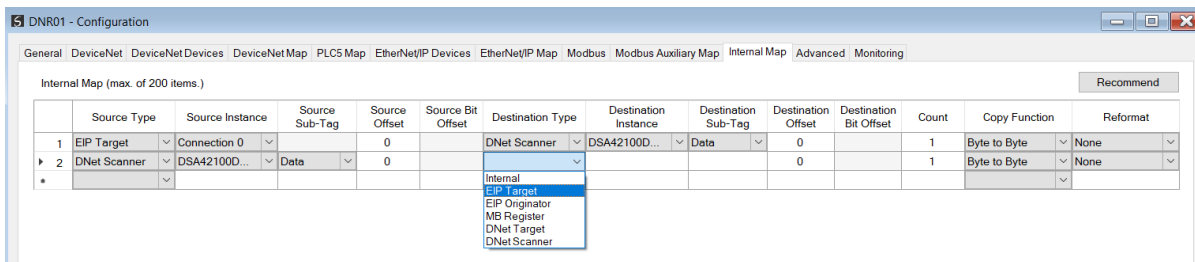 DNR01 - Configuration
General DeviceNet DeviceNet Devices DeviceNet Map PLC5 Map EtherNet/IP Devices EtherNet/IP Map Modbus Modbus Auxiliary Map Internal Map Advanced Monitoring
Internal Map (max. of 200 items.) Recommend
Source Type Source Instance Source Sub-Tag Source Offset Source Bit Offset Destination Type Destination Instance Destination Sub-Tag Destination Offset Destination Bit Offset Count Copy Function Reformat
1 EIP Target Connection 0 0 DNet Scanner DSA42100D... Data 0 1 Byte to Byte None
2 DNet Scanner DSA42100D... Data 0 0 1 Byte to Byte None
Internal
EIP Target
EIP Originator
MB Register
DNet Target
DNet Scanner